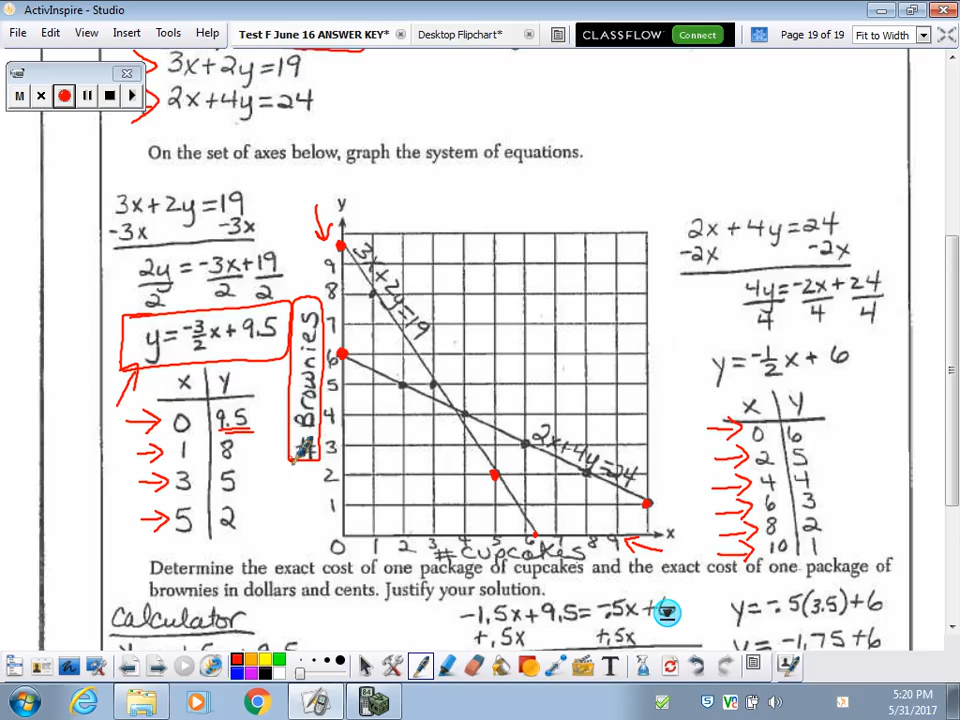 ActivInspire - Studio
File Edit View Insert Tools Help
Test F June 16 ANSWER KEY* Desktop Flipchart* CLASSFLOW Connect Page 19 of 19 Fit to Width
M
3x+2y=19
2x+4y=24
On the set of axes below, graph the system of equations.
3x+2y=19
-3x -3x
2y = -3x+19
2 2 2
y=-3/2x+9.5
x y
0 9.5
1 8
3 5
5 2
# Brownies
y
9
8
7
6
5
4
3
2
1
0 1 2 3 4 5 6 7 8 9 x
# Cupcakes
3x+2y=19
2x+4y=24
2x+4y=24
-2x -2x
4y=-2x+24
4 4 4
y=-1/2x+6
x y
0 6
2 5
4 4
6 3
8 2
10 1
Determine the exact cost of one package of cupcakes and the exact cost of one package of
brownies in dollars and cents. Justify your solution.
Calculator
-1.5x+9.5=-.5x+
+.5x +.5x
y=-.5(3.5)+6
y=-1.75+6
T
84
5:20 PM
5/31/2017